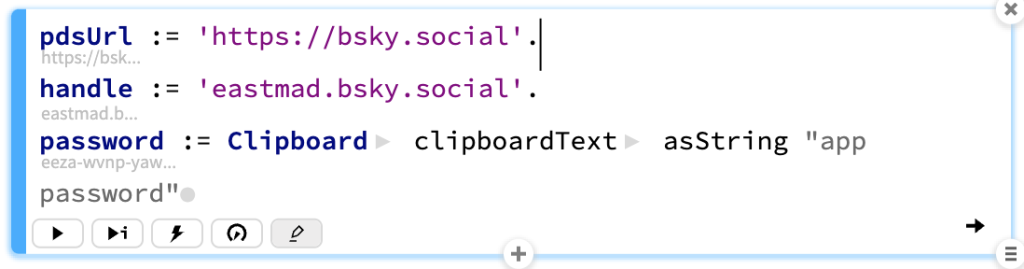 pdsUrl := 'https://bsky.social'.
https://bsk...
handle := 'eastmad.bsky.social'.
eastmad.b...
password := Clipboard▸ clipboardText▸ asString "app
eeza-wvnp-yaw...
password"
i